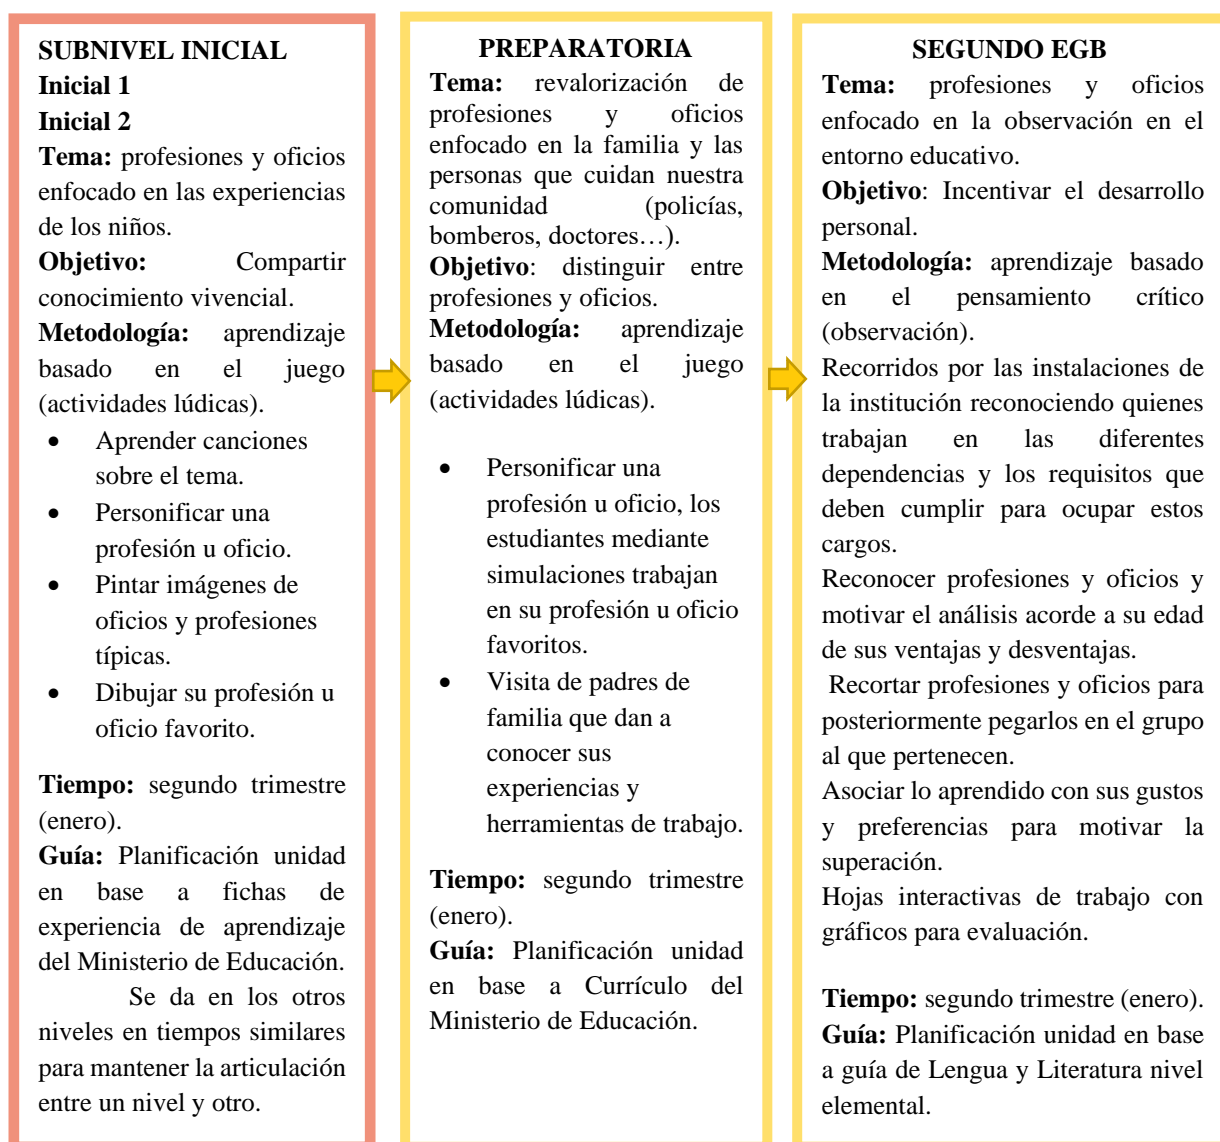 SUBNIVEL INICIAL
Inicial 1
Inicial 2
Tema: profesiones y oficios
enfocado en las experiencias
de los niños.
Objetivo: Compartir
conocimiento vivencial.
Metodología: aprendizaje
basado en el juego
(actividades lúdicas).
• Aprender canciones
sobre el tema.
• Personificar una
profesión u oficio.
• Pintar imágenes de
oficios y profesiones
típicas.
• Dibujar su profesión u
oficio favorito.
Tiempo: segundo trimestre
(enero).
Guía: Planificación unidad
en base a fichas de
experiencia de aprendizaje
del Ministerio de Educación.
Se da en los otros
niveles en tiempos similares
para mantener la articulación
entre un nivel y otro.
PREPARATORIA
Tema: revalorización de
profesiones y oficios
enfocado en la familia y las
personas que cuidan nuestra
comunidad (policías,
bomberos, doctores…).
Objetivo: distinguir entre
profesiones y oficios.
Metodología: aprendizaje
basado en el juego
(actividades lúdicas).
• Personificar una
profesión u oficio, los
estudiantes mediante
simulaciones trabajan
en su profesión u oficio
favoritos.
• Visita de padres de
familia que dan a
conocer sus
experiencias y
herramientas de trabajo.
Tiempo: segundo trimestre
(enero).
Guía: Planificación unidad
en base a Currículo del
Ministerio de Educación.
SEGUNDO EGB
Tema: profesiones y oficios
enfocado en la observación en el
entorno educativo.
Objetivo: Incentivar el desarrollo
personal.
Metodología: aprendizaje basado
en el pensamiento crítico
(observación).
Recorridos por las instalaciones de
la institución reconociendo quienes
trabajan en las diferentes
dependencias y los requisitos que
deben cumplir para ocupar estos
cargos.
Reconocer profesiones y oficios y
motivar el análisis acorde a su edad
de sus ventajas y desventajas.
Recortar profesiones y oficios para
posteriormente pegarlos en el grupo
al que pertenecen.
Asociar lo aprendido con sus gustos
y preferencias para motivar la
superación.
Hojas interactivas de trabajo con
gráficos para evaluación.
Tiempo: segundo trimestre (enero).
Guía: Planificación unidad en base
a guía de Lengua y Literatura nivel
elemental.